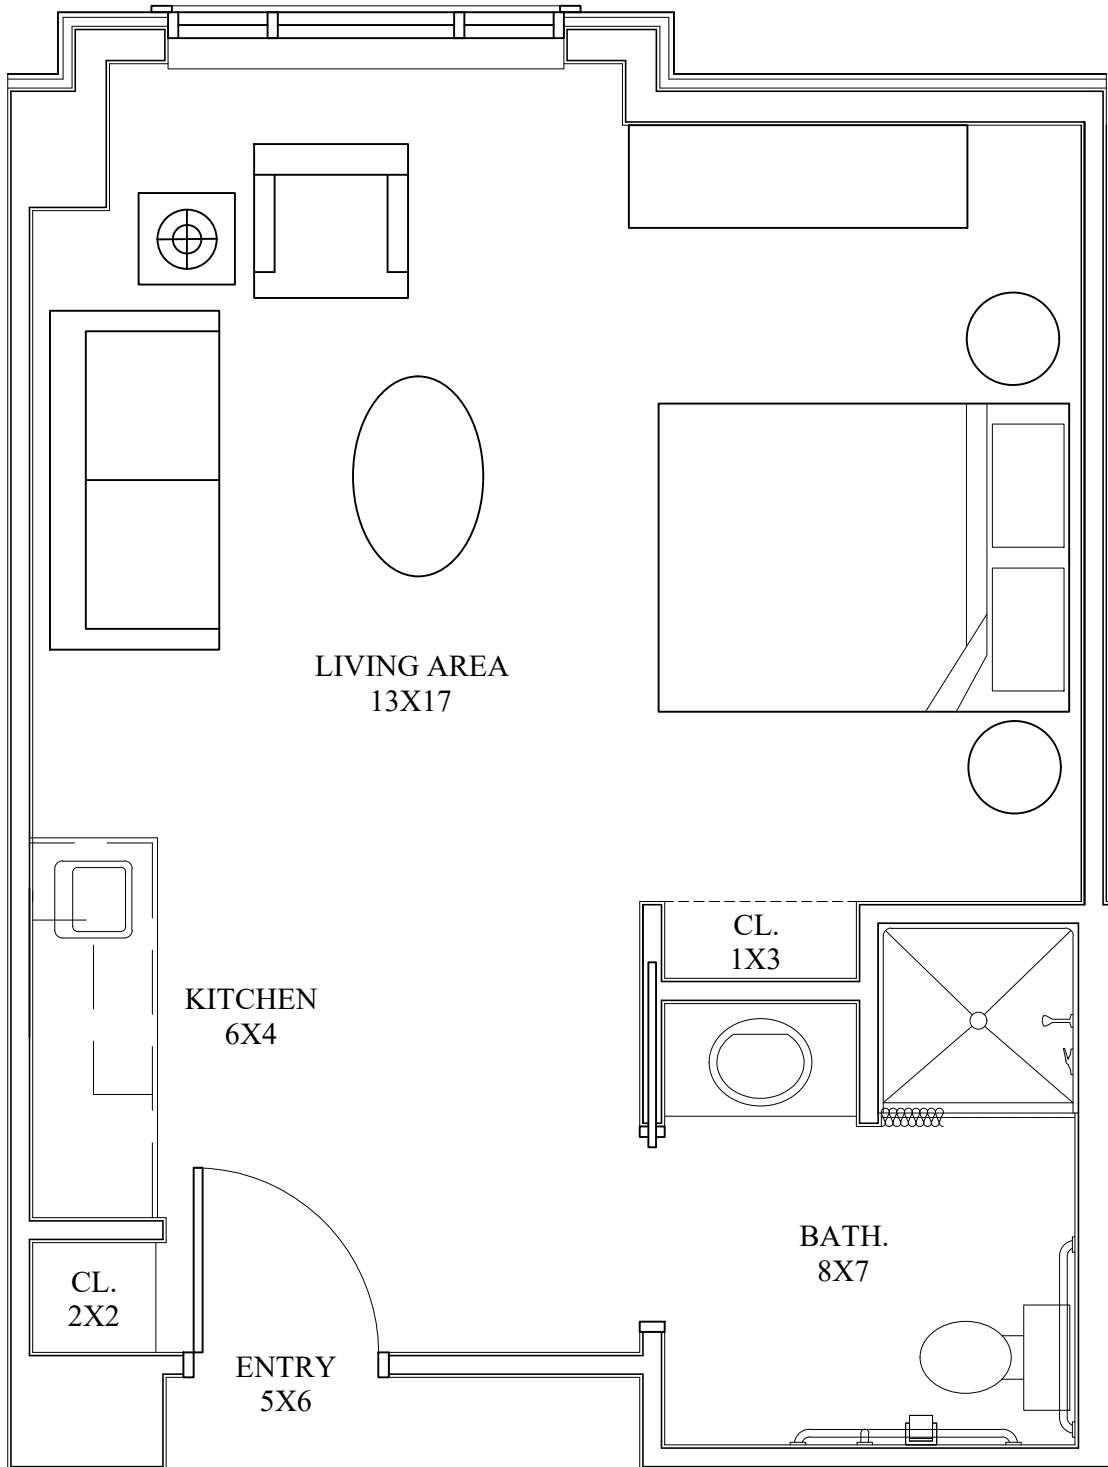 LIVING AREA
13X17
CL.
1X3
KITCHEN
6X4
BATH.
8X7
CL.
2X2
ENTRY
5X6